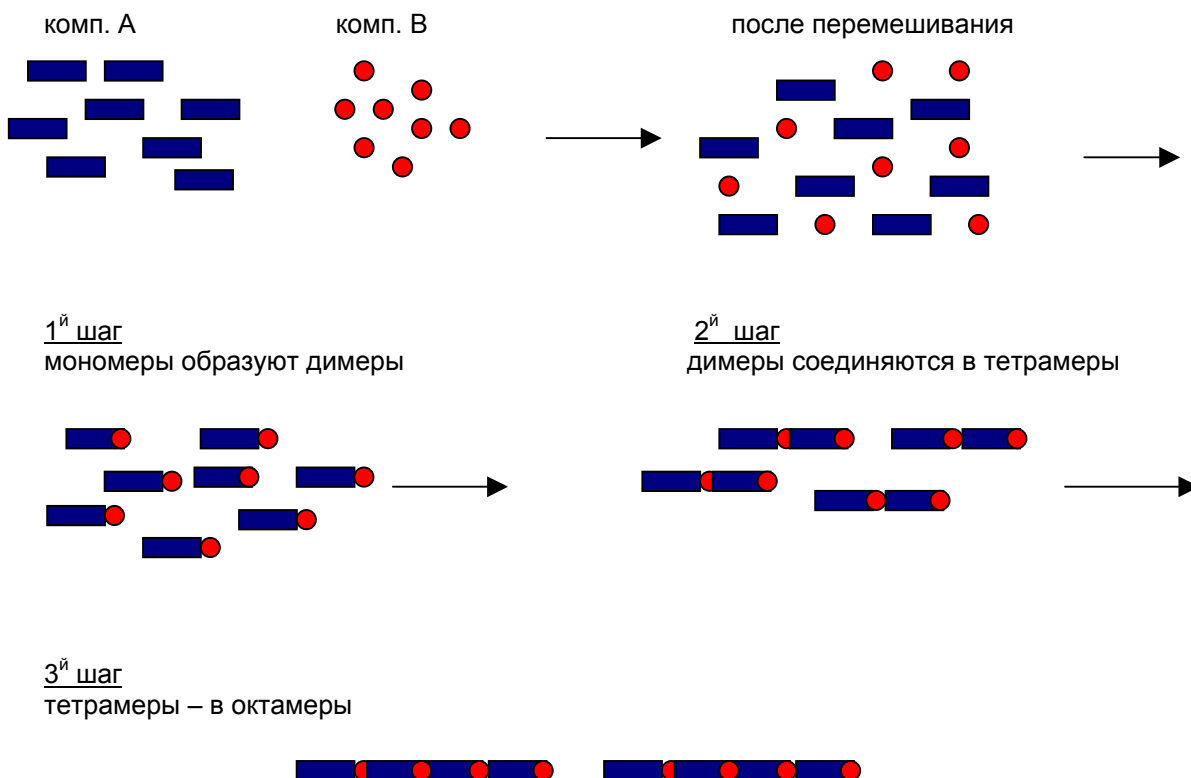 комп. А комп. В после перемешивания
1й шаг
мономеры образуют димеры
2й шаг
димеры соединяются в тетрамеры
3й шаг
тетрамеры – в октамеры